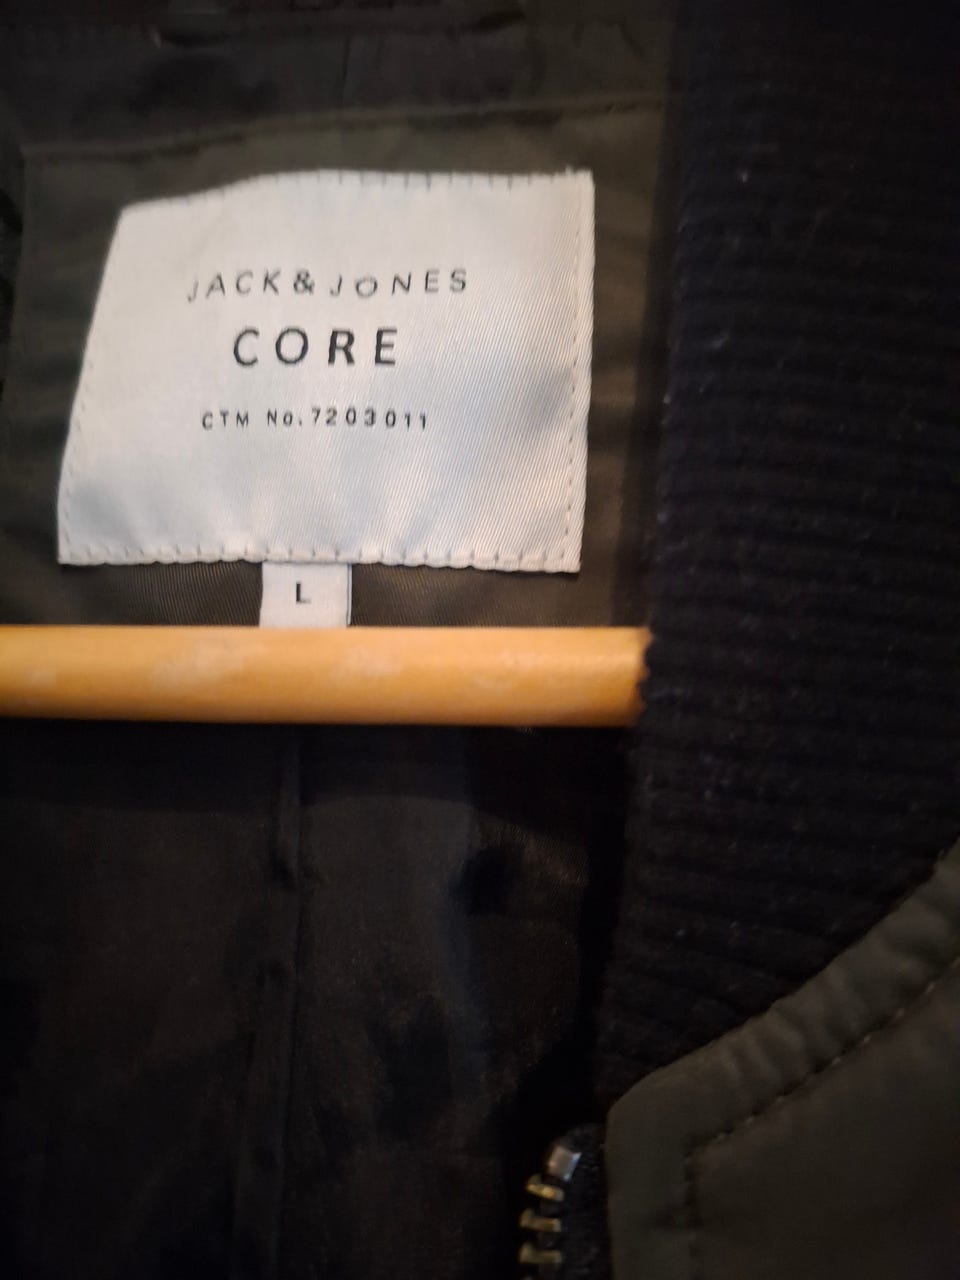 JACK & JONES
CORE
CTM No. 7203011
L